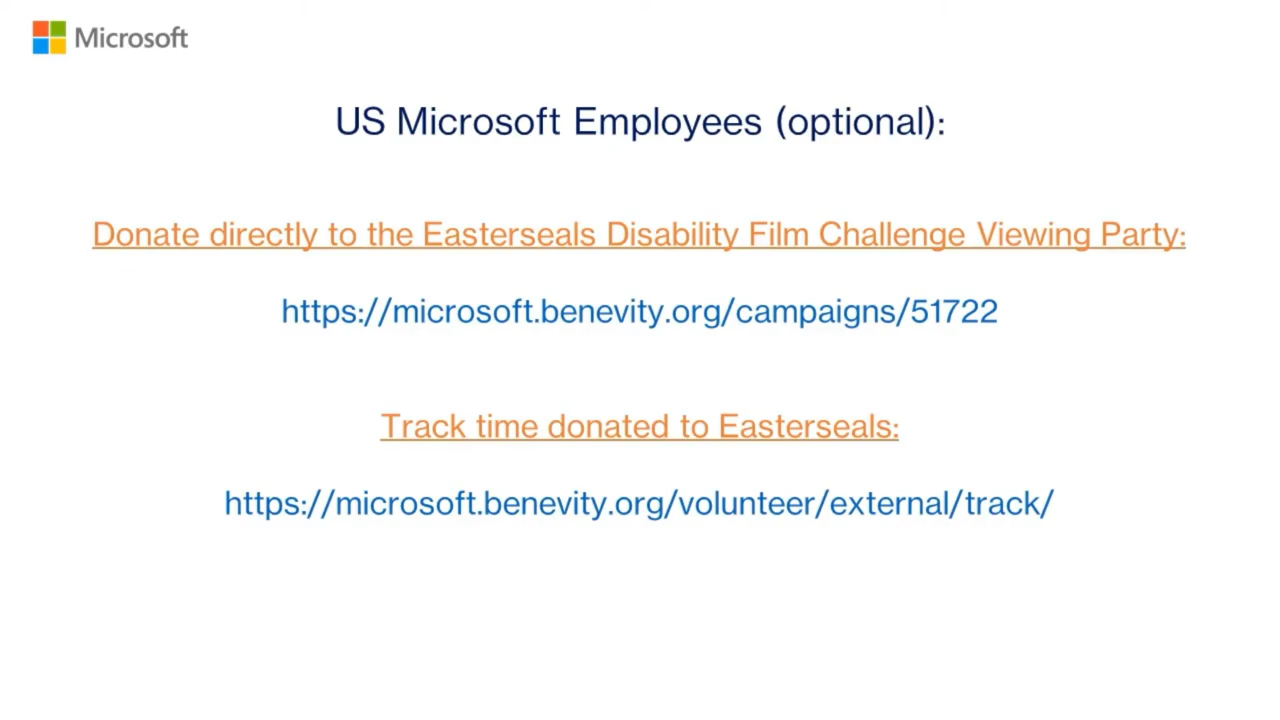 Microsoft
US Microsoft Employees (optional):
Donate directly to the Easterseals Disability Film Challenge Viewing Party:
https://microsoft.benevity.org/campaigns/51722
Track time donated to Easterseals:
https://microsoft.benevity.org/volunteer/external/track/